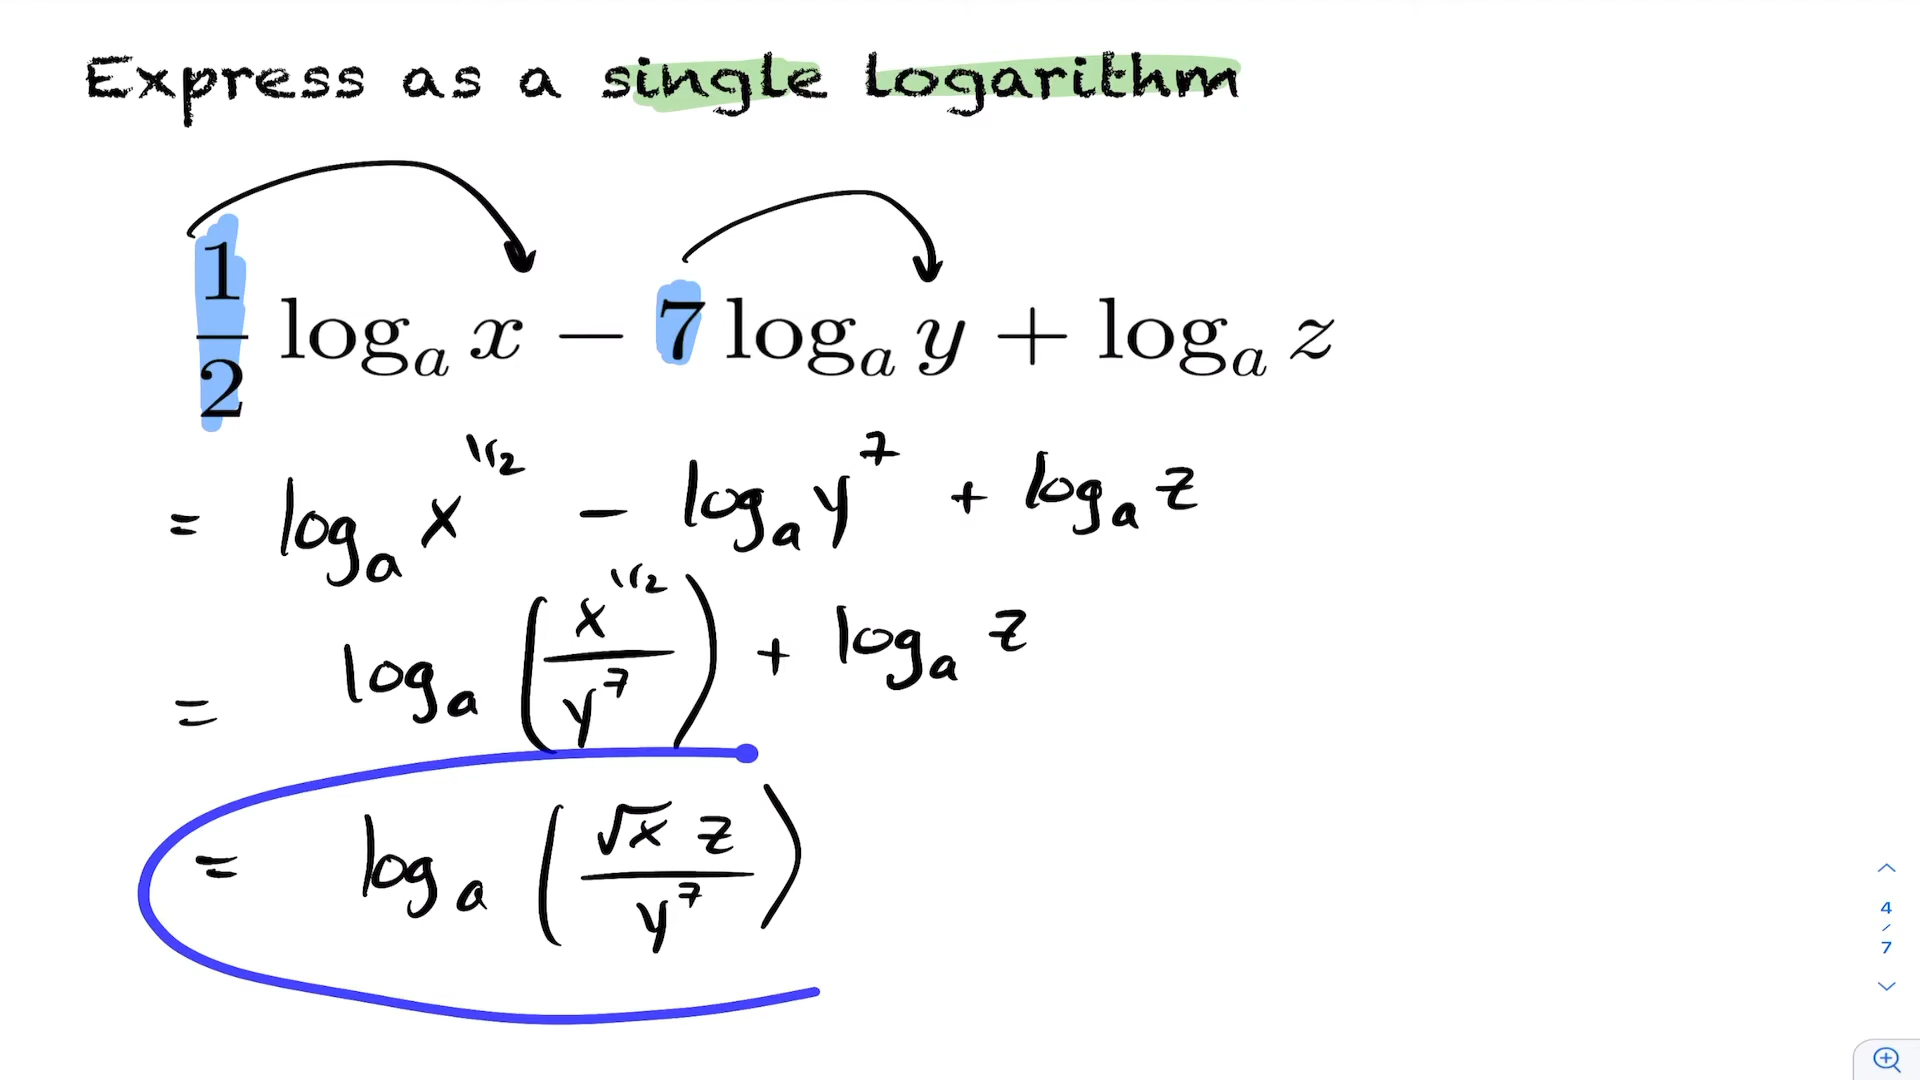 Express as a single logarithm
1/2 logₐ x − 7 logₐ y + logₐ z
= logₐ x^1/2 − logₐ y^7 + logₐ z
= logₐ (x^1/2 / y^7) + logₐ z
= logₐ (√x z / y^7)
4
/
7